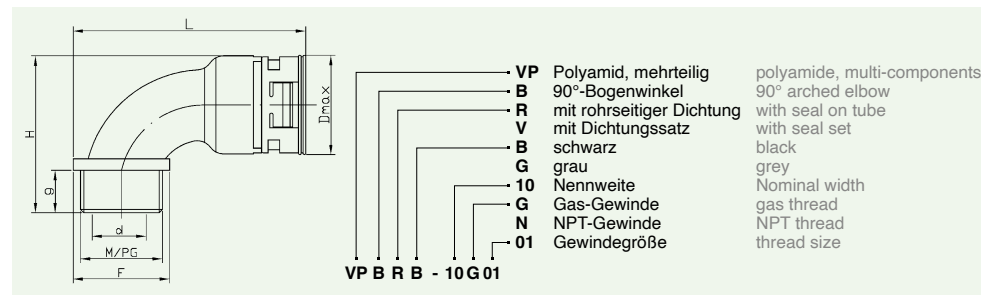 L
H
g
d
M/PG
F
Dmax
VP Polyamid, mehrteilig polyamide, multi-components
B 90°-Bogenwinkel 90° arched elbow
R mit rohrseitiger Dichtung with seal on tube
V mit Dichtungssatz with seal set
B schwarz black
G grau grey
10 Nennweite Nominal width
G Gas-Gewinde gas thread
N NPT-Gewinde NPT thread
01 Gewindegröße thread size
VP B R B - 10 G 01